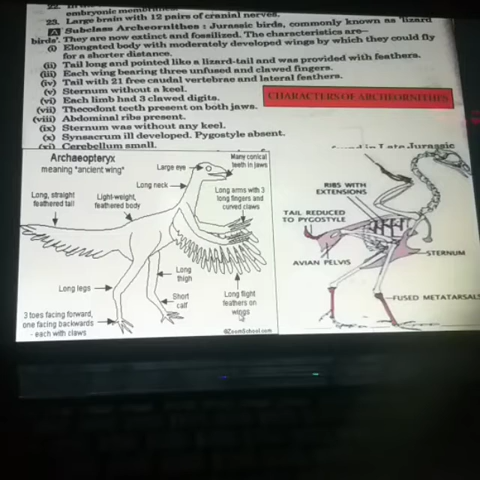 embryonic membranes.
23. Large brain with 12 pairs of cranial nerves.
A Subclass Archeornithes : Jurassic birds, commonly known as 'lizard
birds'. They are now extinct and fossilized. The characteristics are—
(i) Elongated body with moderately developed wings by which they could fly
for a shorter distance.
(ii) Tail long and pointed like a lizard-tail and was provided with feathers.
(iii) Each wing bearing three unfused and clawed fingers.
(iv) Tail with 21 free caudal vertebrae and lateral feathers.
(v) Sternum without a keel.
(vi) Each limb had 3 clawed digits.
(vii) Thecodont teeth present on both jaws.
(viii) Abdominal ribs present.
(ix) Sternum was without any keel.
(x) Synsacrum ill developed. Pygostyle absent.
(xi) Cerebellum small.
CHARACTERS OF ARCHEORNITHES
found in Late Jurassic
Archaeopteryx
meaning "ancient wing"
Large eye
Many conical
teeth in jaws
Long neck
Long, straight
feathered tail
Light-weight,
feathered body
Long arms with 3
long fingers and
curved claws
Long
thigh
Long legs
Short
calf
Long flight
feathers on
wings
3 toes facing forward,
one facing backwards
- each with claws
©ZoomSchool.com
RIBS WITH
EXTENSIONS
TAIL REDUCED
TO PYGOSTYLE
AVIAN PELVIS
STERNUM
FUSED METATARSALS